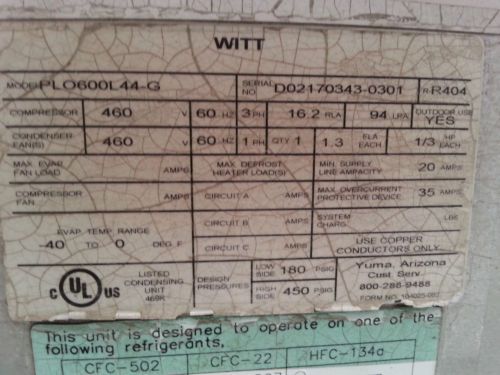 WITT
MODEL PLO600L44-G SERIAL NO D02170343-0301 R-R404
COMPRESSOR 460 V 60 HZ 3 PH 16.2 RLA 94 LRA OUTDOOR USE YES
CONDENSER FAN(S) 460 V 60 HZ 1 PH QTY 1 1.3 FLA EACH 1/3 HP EACH
MAX EVAP FAN LOAD AMPS MAX DEFROST HEATER LOAD(S) MIN. SUPPLY LINE AMPACITY 20 AMPS
COMPRESSOR FAN AMPS CIRCUIT A AMPS MAX. OVERCURRENT PROTECTIVE DEVICE 35 AMPS
EVAP. TEMP. RANGE CIRCUIT B AMPS SYSTEM CHARG. LBS
-40 TO 0 DEG F CIRCUIT C AMPS USE COPPER CONDUCTORS ONLY
C UL US LISTED CONDENSING UNIT 469K DESIGN PRESSURES LOW SIDE 180 PSIG
HIGH SIDE 450 PSIG
Yuma, Arizona
Cust. Serv.
800-288-9488
FORM NO.
This unit is designed to operate on one of the
following refrigerants.
CFC-502 CFC-22 HFC-134a